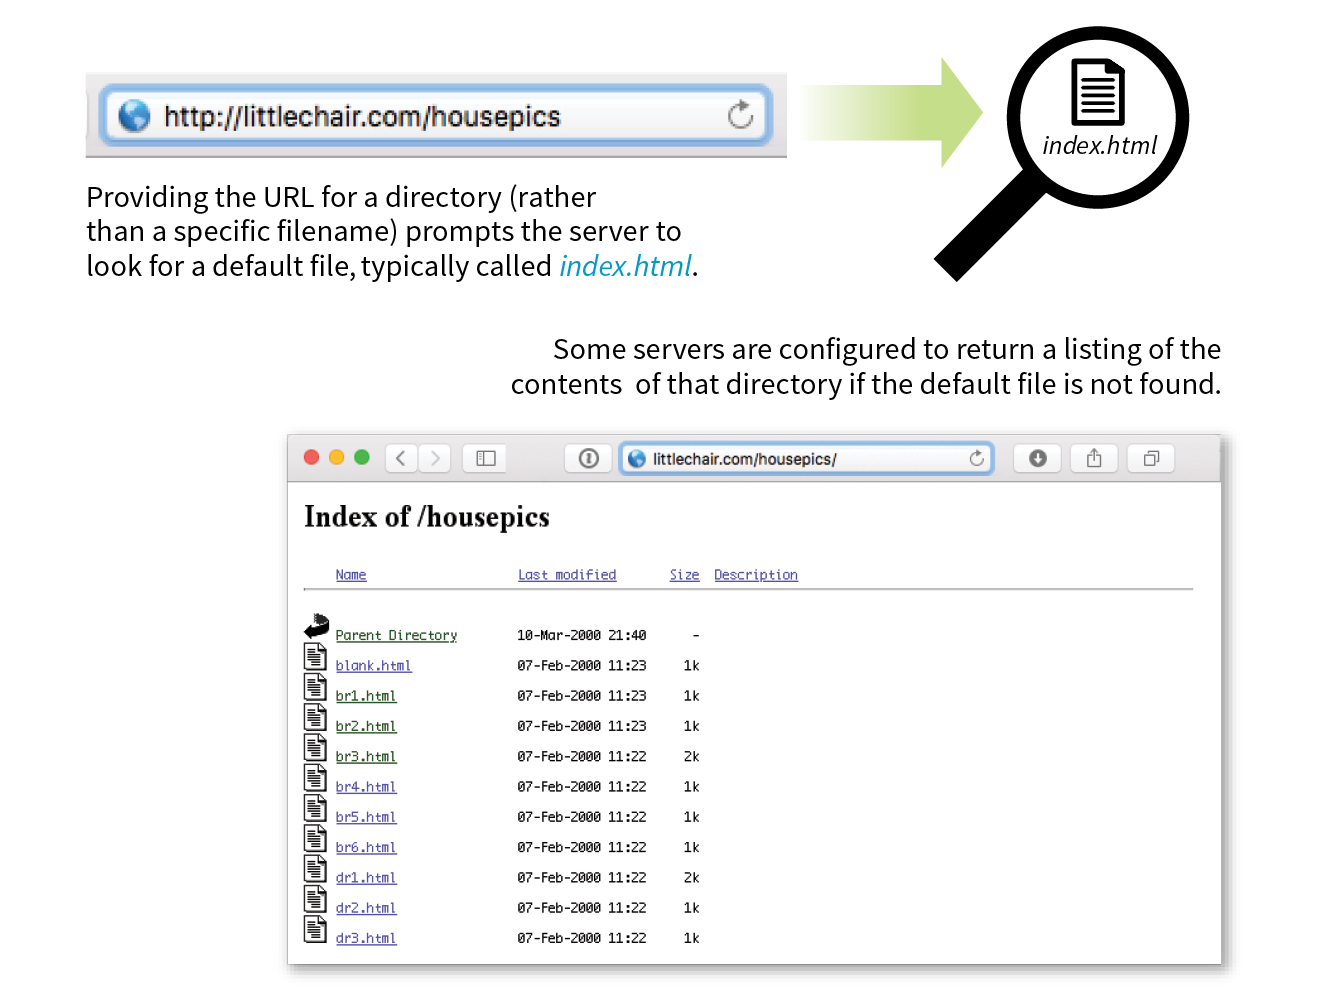 http://littlechair.com/housepics
index.html
Providing the URL for a directory (rather
than a specific filename) prompts the server to
look for a default file, typically called index.html.
Some servers are configured to return a listing of the
contents of that directory if the default file is not found.
littlechair.com/housepics/
Index of /housepics
Name Last modified Size Description
Parent Directory 10-Mar-2000 21:40 -
blank.html 07-Feb-2000 11:23 1k
br1.html 07-Feb-2000 11:23 1k
br2.html 07-Feb-2000 11:23 1k
br3.html 07-Feb-2000 11:22 2k
br4.html 07-Feb-2000 11:22 1k
br5.html 07-Feb-2000 11:22 1k
br6.html 07-Feb-2000 11:22 1k
dr1.html 07-Feb-2000 11:22 2k
dr2.html 07-Feb-2000 11:22 1k
dr3.html 07-Feb-2000 11:22 1k